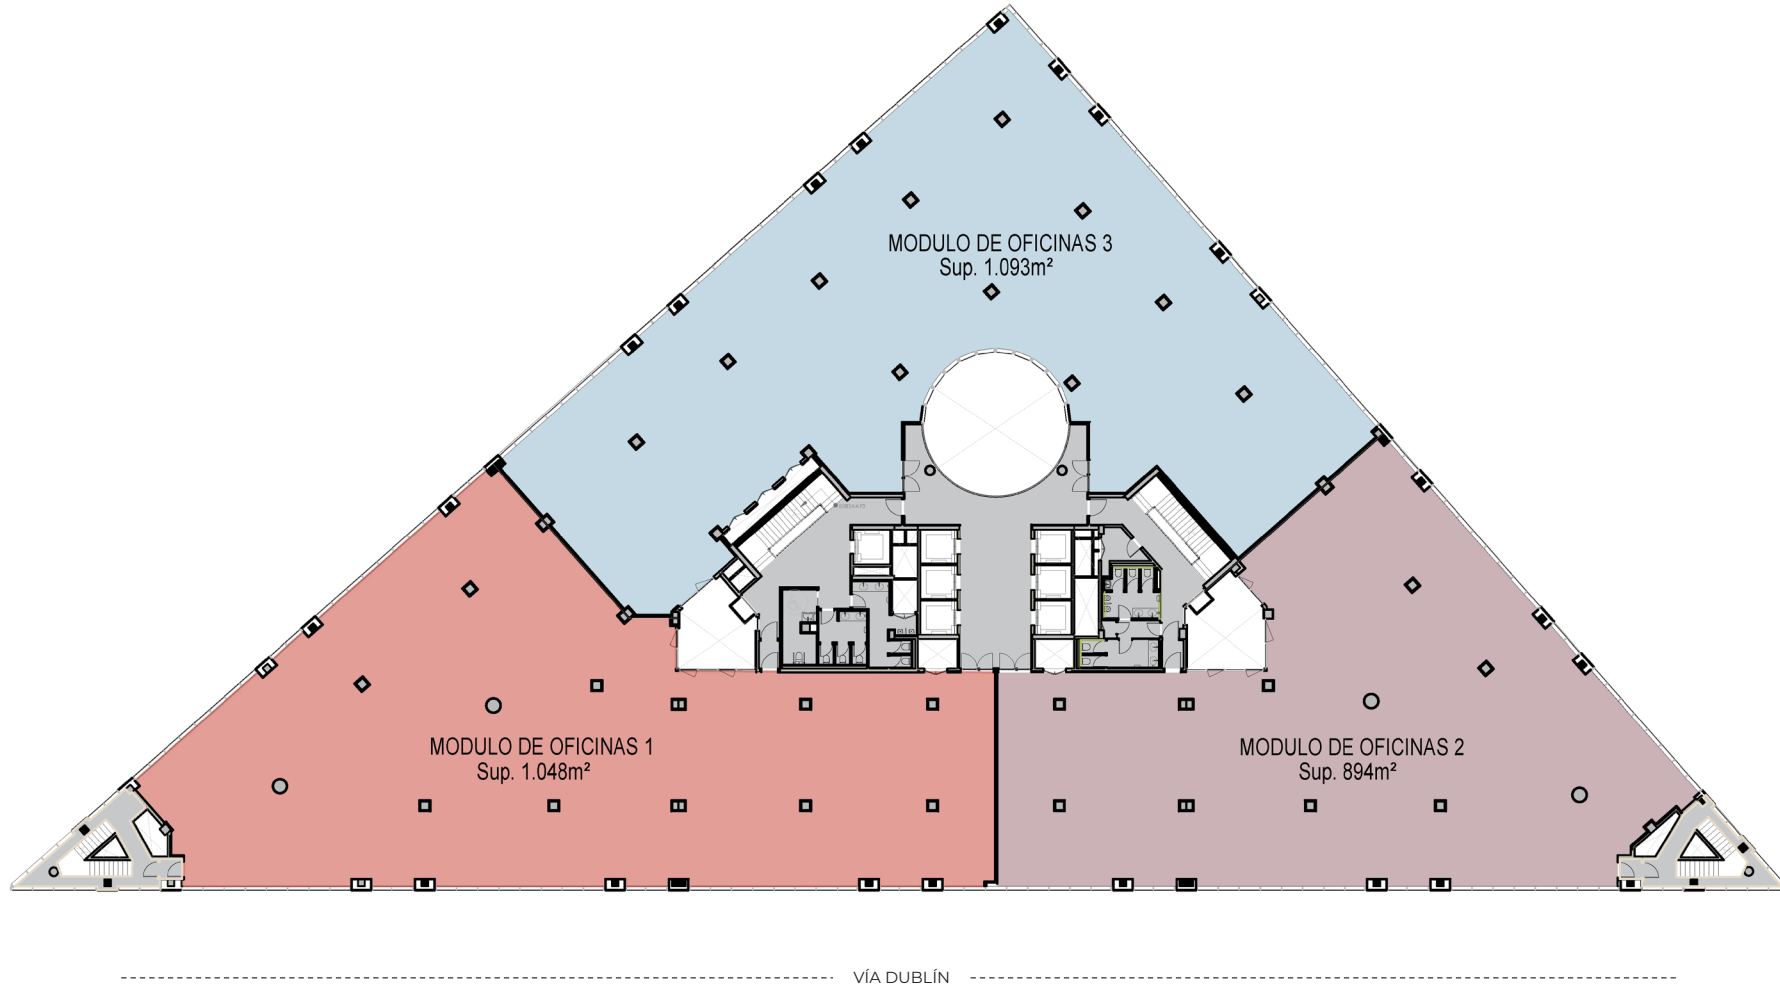 MODULO DE OFICINAS 3
Sup. 1.093m²
MODULO DE OFICINAS 1
Sup. 1.048m²
MODULO DE OFICINAS 2
Sup. 894m²
VÍA DUBLÍN